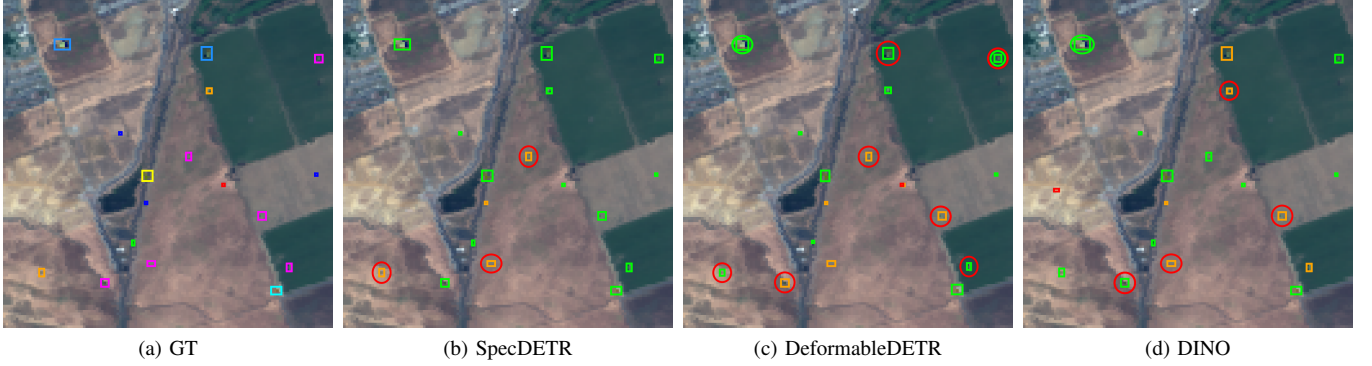 (a) GT
(b) SpecDETR
(c) DeformableDETR
(d) DINO